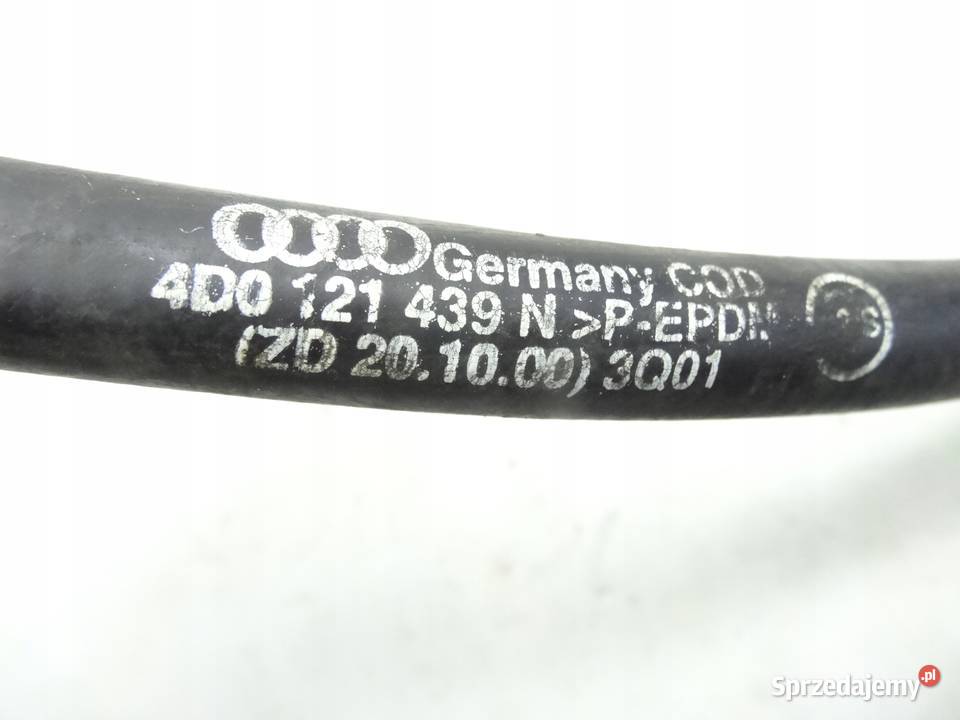 Germany COD
4D0 121 439 N >P-EPDM
(ZD 20.10.00) 3Q01
Sprzedajemy.pl